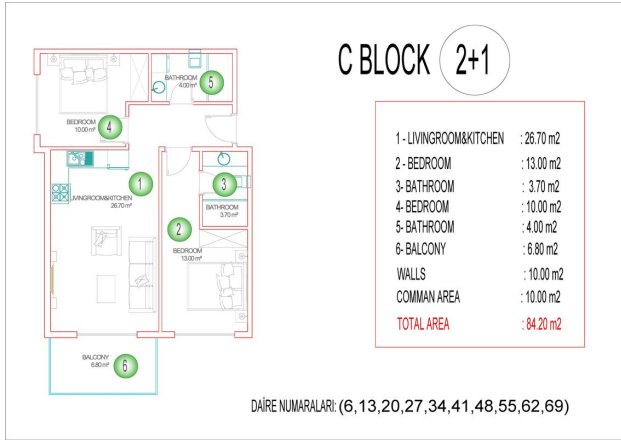 C BLOCK 2+1
1 - LIVINGROOM&KITCHEN : 26.70 m2
2 - BEDROOM : 13.00 m2
3- BATHROOM : 3.70 m2
4- BEDROOM : 10.00 m2
5- BATHROOM : 4.00 m2
6- BALCONY : 6.80 m2
WALLS : 10.00 m2
COMMAN AREA : 10.00 m2
TOTAL AREA : 84.20 m2
BATHROOM
4.00 m²
5
BEDROOM
10.00 m²
4
1
LIVINGROOM&KITCHEN
26.70 m²
3
BATHROOM
3.70 m²
2
BEDROOM
13.00 m²
BALCONY
6.80 m²
6
DAİRE NUMARALARI: (6,13,20,27,34,41,48,55,62,69)